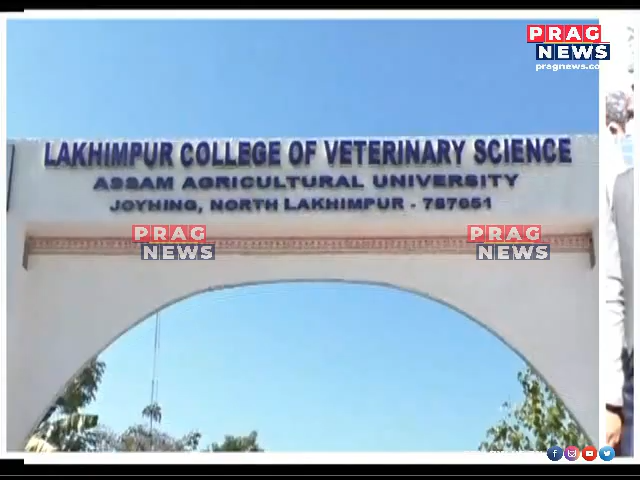 PRAG
NEWS
pragnews.co
LAKHIMPUR COLLEGE OF VETERINARY SCIENCE
ASSAM AGRICULTURAL UNIVERSITY
JOYHING, NORTH LAKHIMPUR - 787051
PRAG
NEWS
PRAG
NEWS